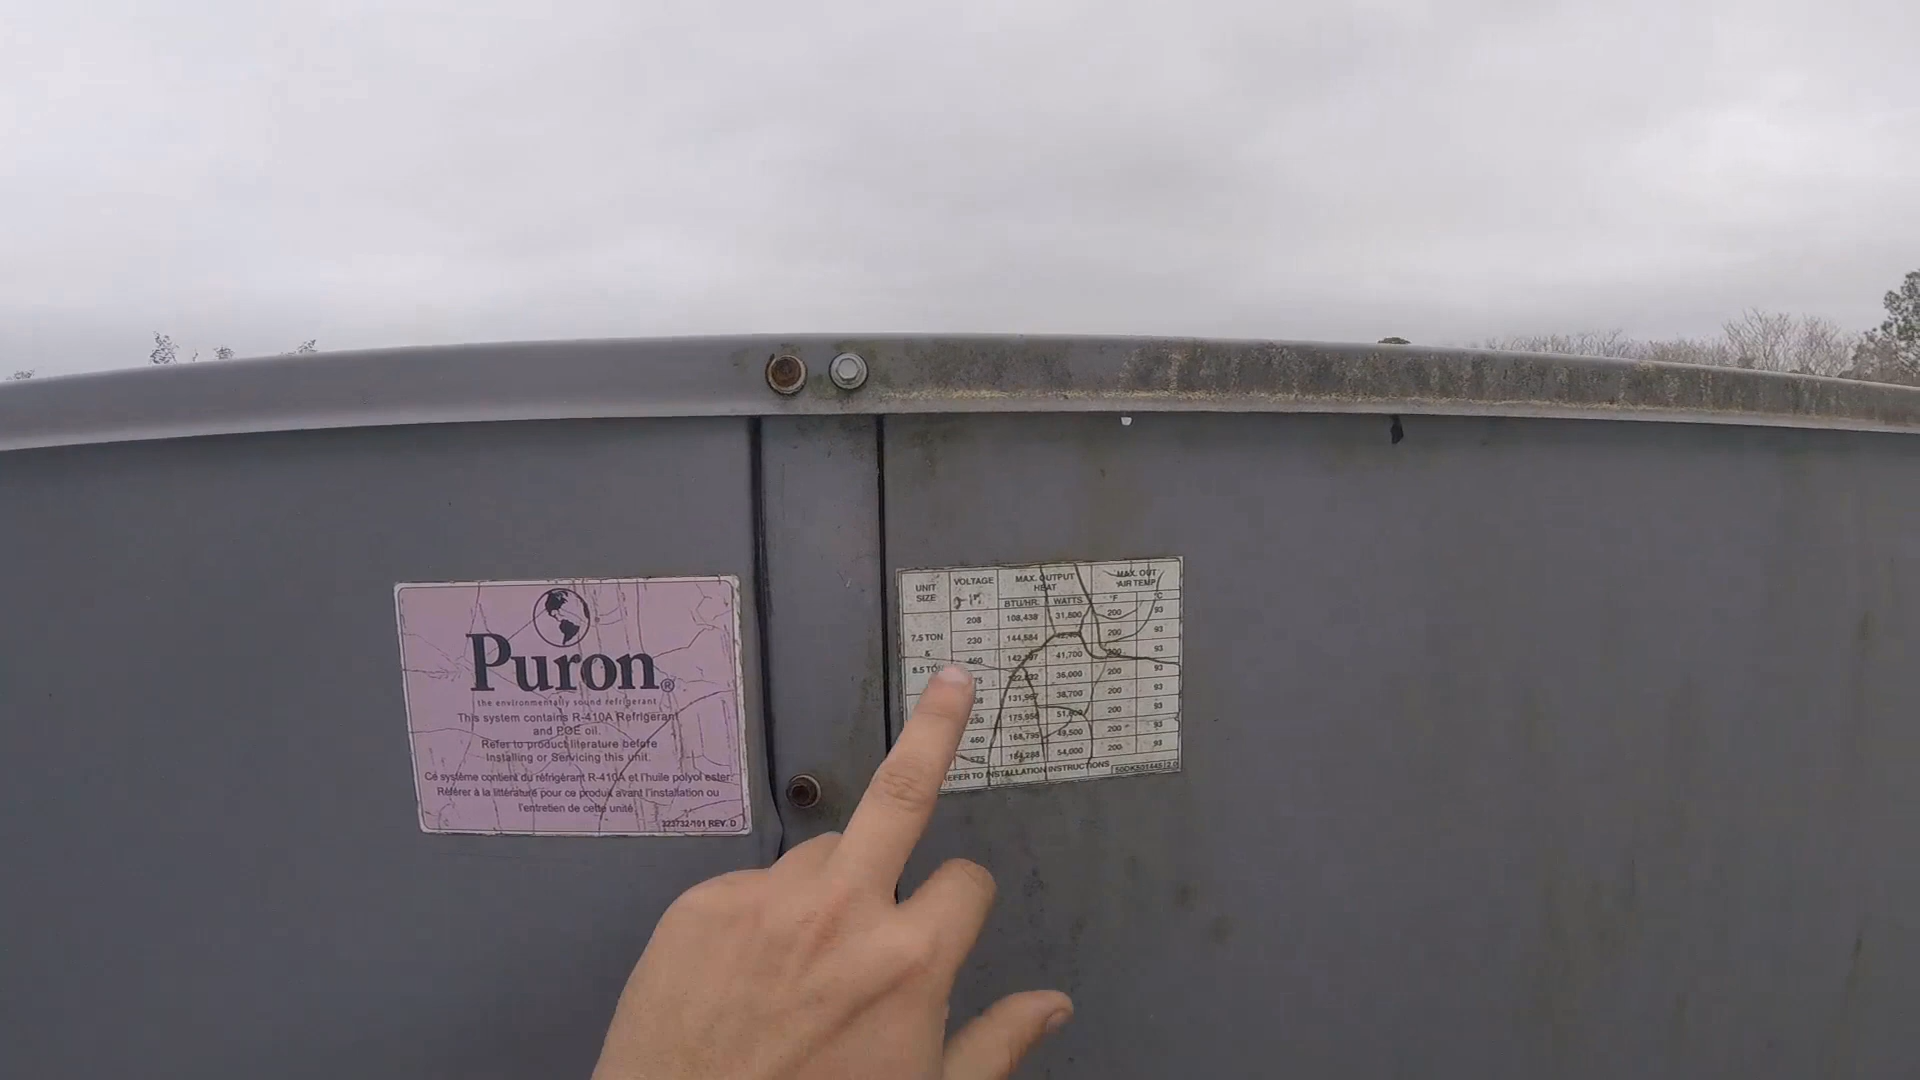 Puron®
the environmentally sound refrigerant
This system contains R-410A Refrigerant
and POE oil.
Refer to product literature before
Installing or Servicing this unit.
Ce système contient du réfrigérant R-410A et l'huile polyol ester.
Référer à la littérature pour ce produit avant l'installation ou
l'entretien de cette unité.
323732-101 REV. D
UNIT SIZE VOLTAGE MAX. OUTPUT HEAT MAX. OUT AIR TEMP
BTU/HR. WATTS °F °C
7.5 TON & 8.5 TON
208 108,438 31,800 200 93
230 144,584 200 93
460 41,700 200 93
36,000 200 93
38,700 200 93
230 175,956 200 93
460 168,795 49,500 200 93
575 54,000 200 93
REFER TO INSTALLATION INSTRUCTIONS 2.0